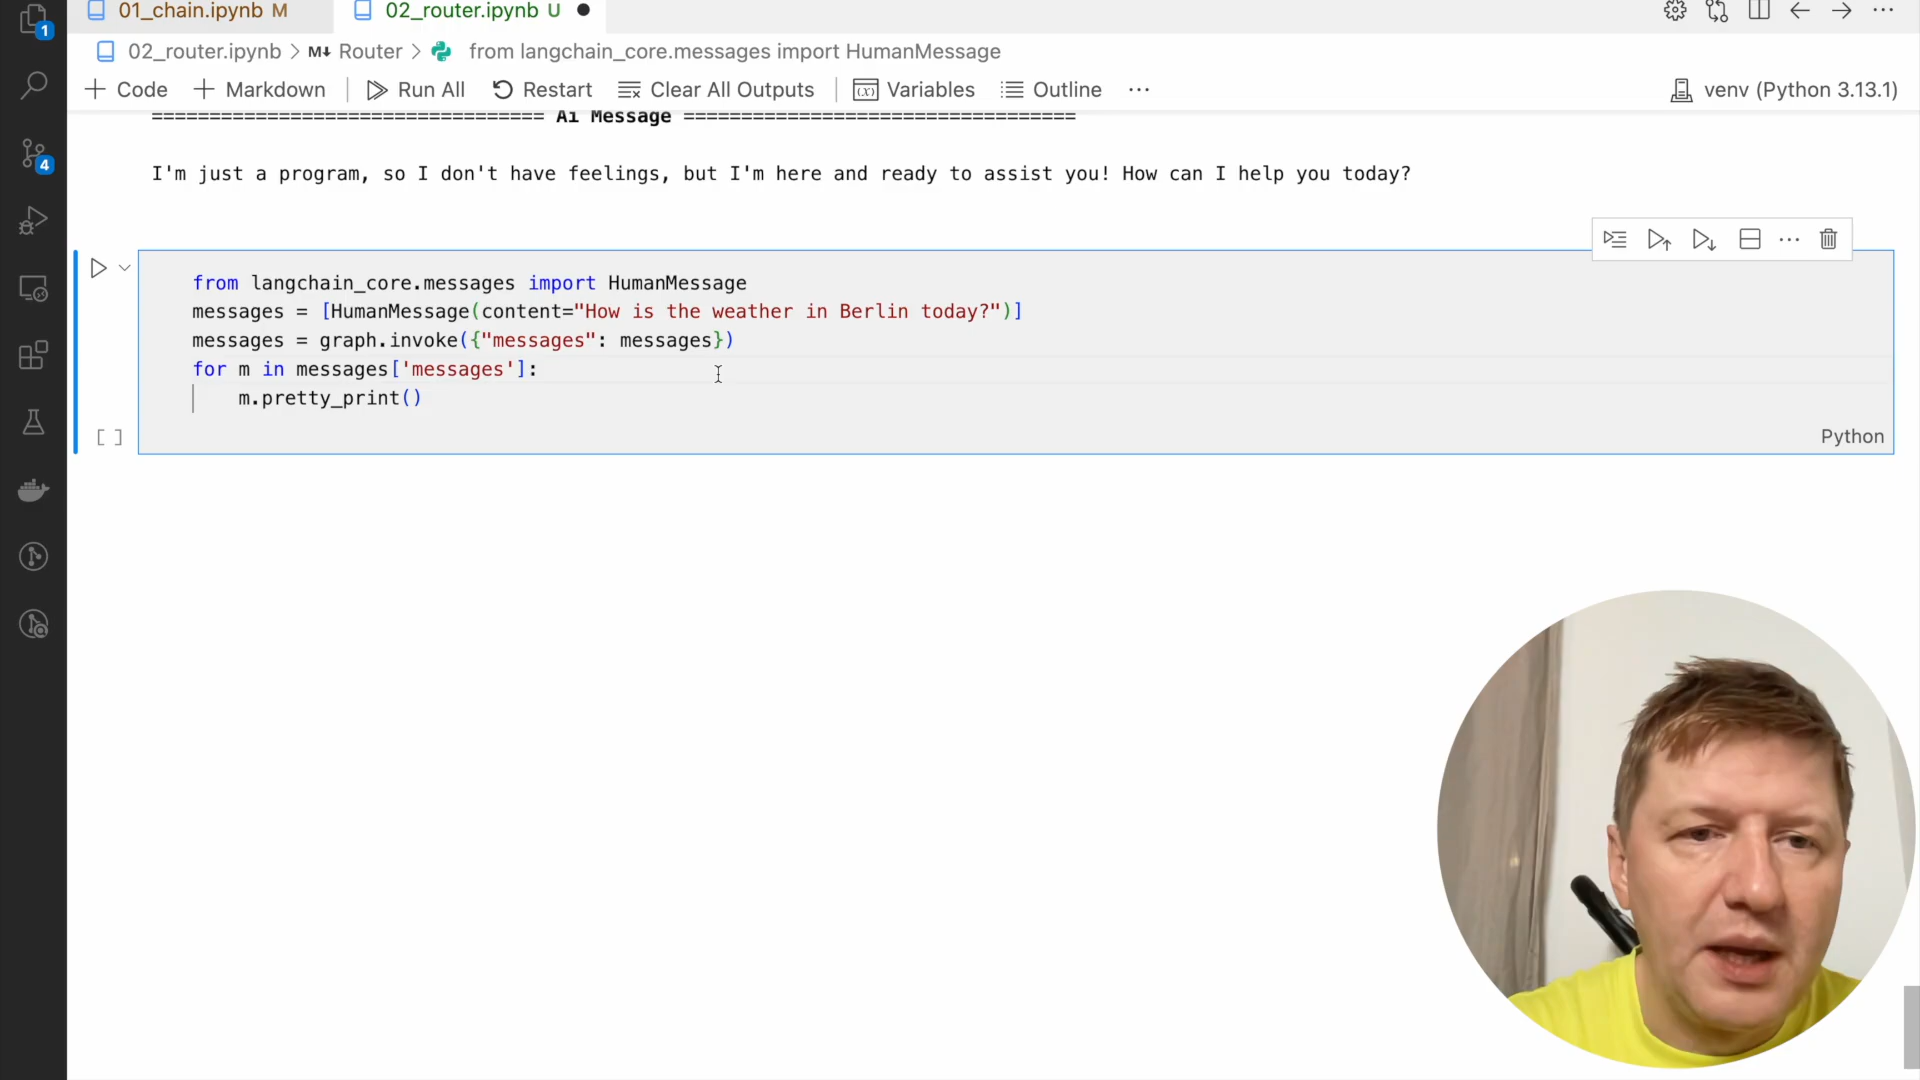 01_chain.ipynb M
02_router.ipynb U
1
02_router.ipynb > M↓ Router > from langchain_core.messages import HumanMessage
+ Code + Markdown Run All Restart Clear All Outputs Variables Outline ...
venv (Python 3.13.1)
================================== Ai Message ==================================
4
I'm just a program, so I don't have feelings, but I'm here and ready to assist you! How can I help you today?
from langchain_core.messages import HumanMessage
messages = [HumanMessage(content="How is the weather in Berlin today?")]
messages = graph.invoke({"messages": messages})
for m in messages['messages']:
    m.pretty_print()
[ ]
Python